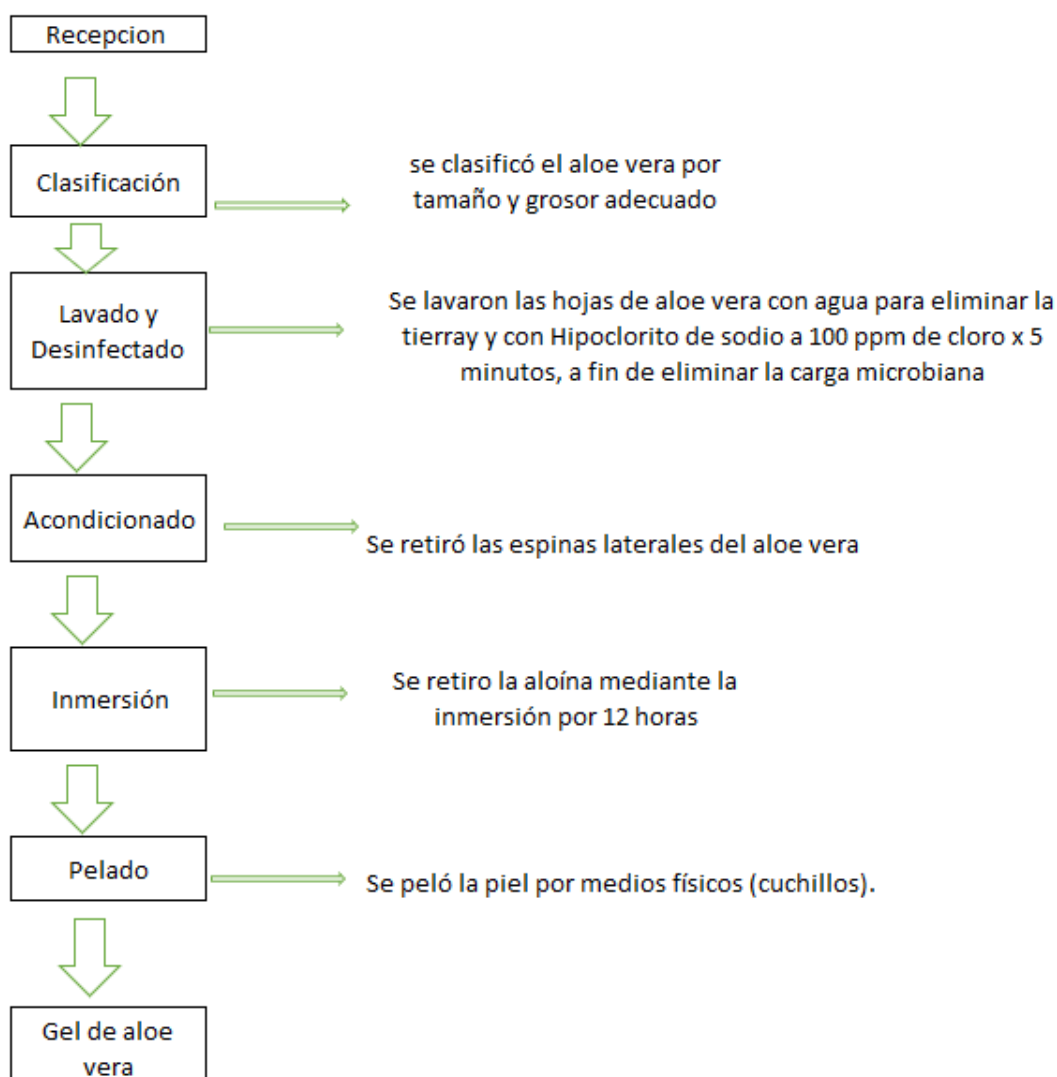 Recepcion
Clasificación
se clasificó el aloe vera por
tamaño y grosor adecuado
Lavado y
Desinfectado
Se lavaron las hojas de aloe vera con agua para eliminar la
tierray y con Hipoclorito de sodio a 100 ppm de cloro x 5
minutos, a fin de eliminar la carga microbiana
Acondicionado
Se retiró las espinas laterales del aloe vera
Inmersión
Se retiro la aloína mediante la
inmersión por 12 horas
Pelado
Se peló la piel por medios físicos (cuchillos).
Gel de aloe
vera